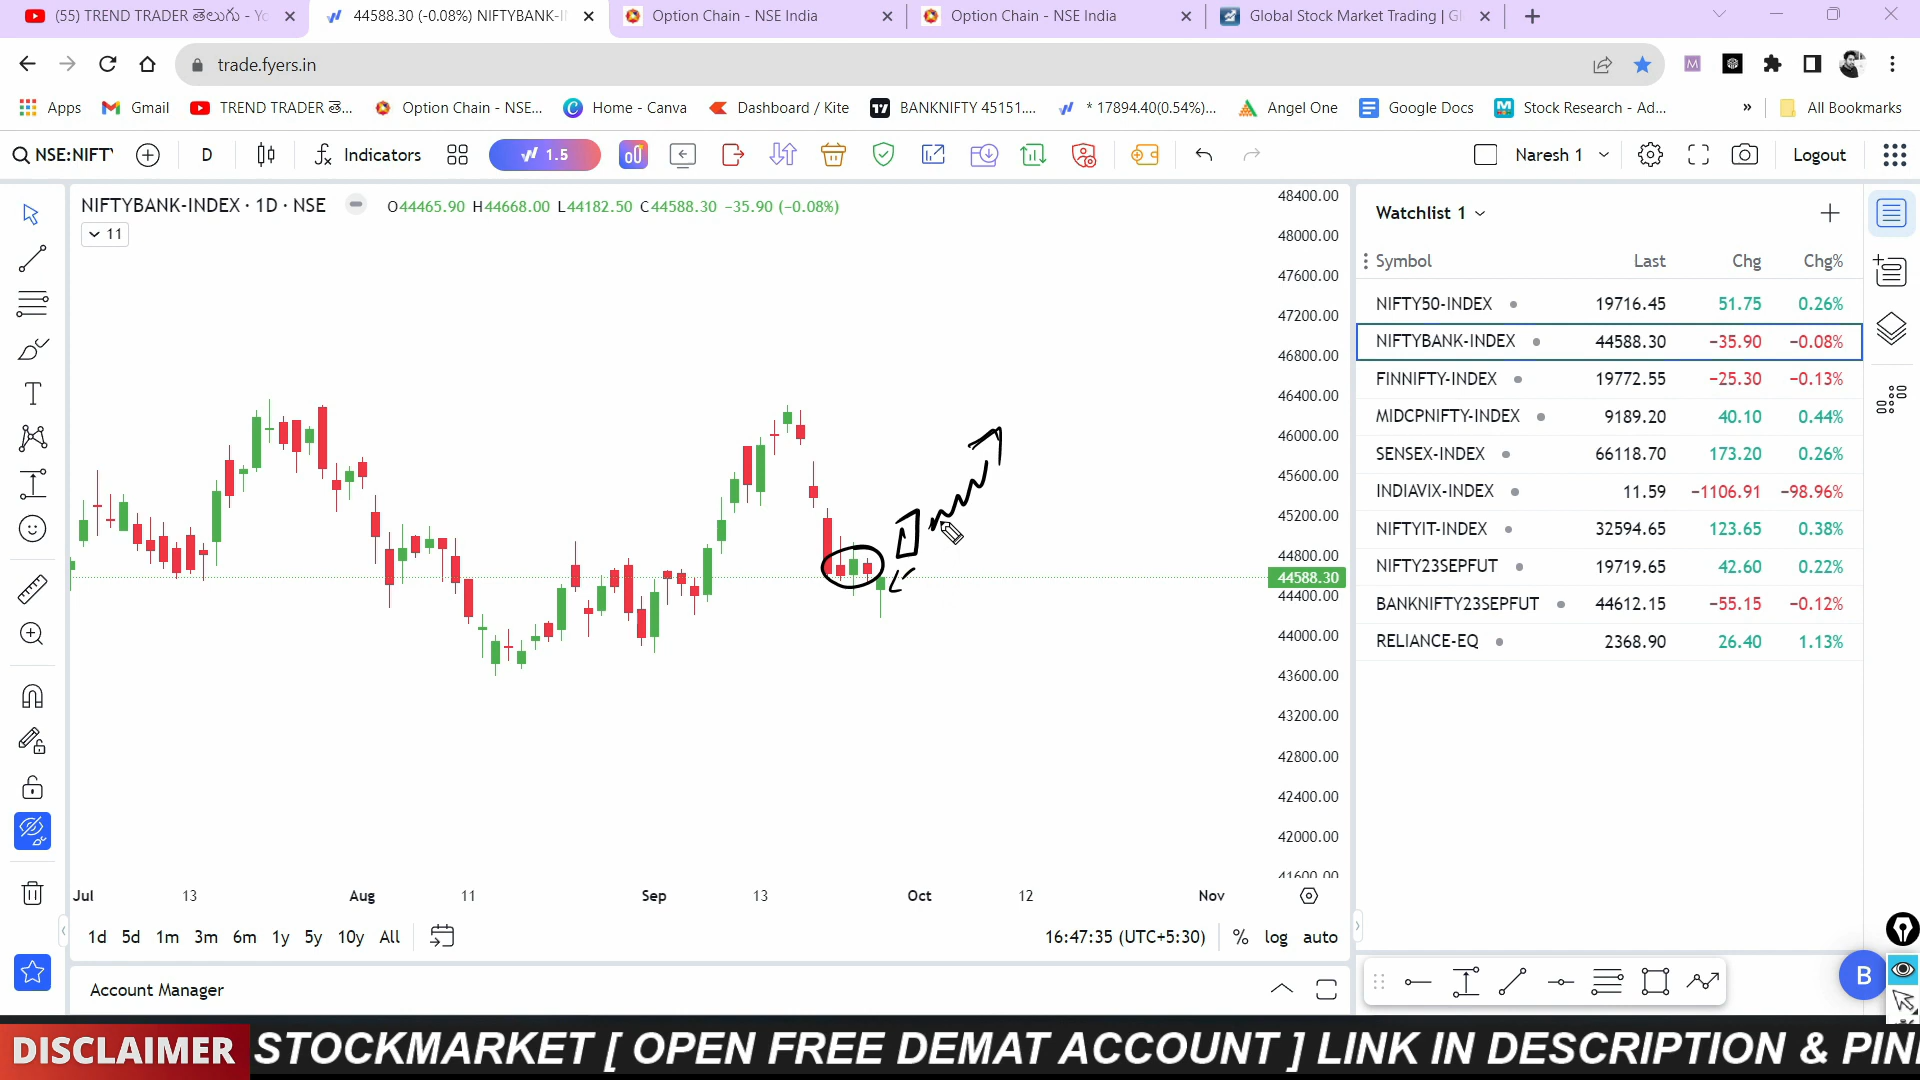 (55) TREND TRADER తెలుగు - Yo
44588.30 (-0.08%) NIFTYBANK-I
Option Chain - NSE India
Option Chain - NSE India
Global Stock Market Trading | Gl
trade.fyers.in
Apps
Gmail
TREND TRADER తె...
Option Chain - NSE...
Home - Canva
Dashboard / Kite
BANKNIFTY 45151....
* 17894.40(0.54%)...
Angel One
Google Docs
Stock Research - Ad...
»
All Bookmarks
NSE:NIFTY
D
Indicators
1.5
Naresh 1
Logout
NIFTYBANK-INDEX · 1D · NSE
O44465.90 H44668.00 L44182.50 C44588.30 −35.90 (−0.08%)
11
48400.00
48000.00
47600.00
47200.00
46800.00
46400.00
46000.00
45600.00
45200.00
44800.00
44588.30
44400.00
44000.00
43600.00
43200.00
42800.00
42400.00
42000.00
41600.00
Jul 13 Aug 11 Sep 13 Oct 12 Nov
1d 5d 1m 3m 6m 1y 5y 10y All
16:47:35 (UTC+5:30) % log auto
Account Manager
Watchlist 1
Symbol Last Chg Chg%
NIFTY50-INDEX 19716.45 51.75 0.26%
NIFTYBANK-INDEX 44588.30 −35.90 −0.08%
FINNIFTY-INDEX 19772.55 −25.30 −0.13%
MIDCPNIFTY-INDEX 9189.20 40.10 0.44%
SENSEX-INDEX 66118.70 173.20 0.26%
INDIAVIX-INDEX 11.59 −1106.91 −98.96%
NIFTYIT-INDEX 32594.65 123.65 0.38%
NIFTY23SEPFUT 19719.65 42.60 0.22%
BANKNIFTY23SEPFUT 44612.15 −55.15 −0.12%
RELIANCE-EQ 2368.90 26.40 1.13%
B
DISCLAIMER
STOCKMARKET [ OPEN FREE DEMAT ACCOUNT ] LINK IN DESCRIPTION & PIN